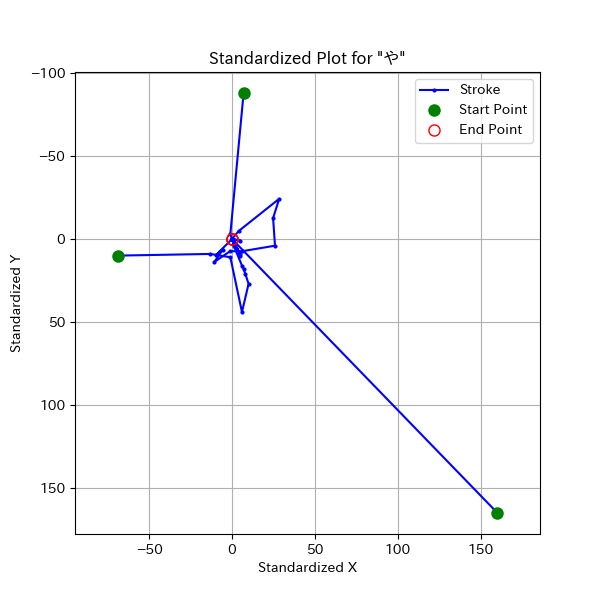 Standardized Plot for "や"
Stroke
Start Point
End Point
−100
−50
0
50
100
150
Standardized Y
−50 0 50 100 150
Standardized X